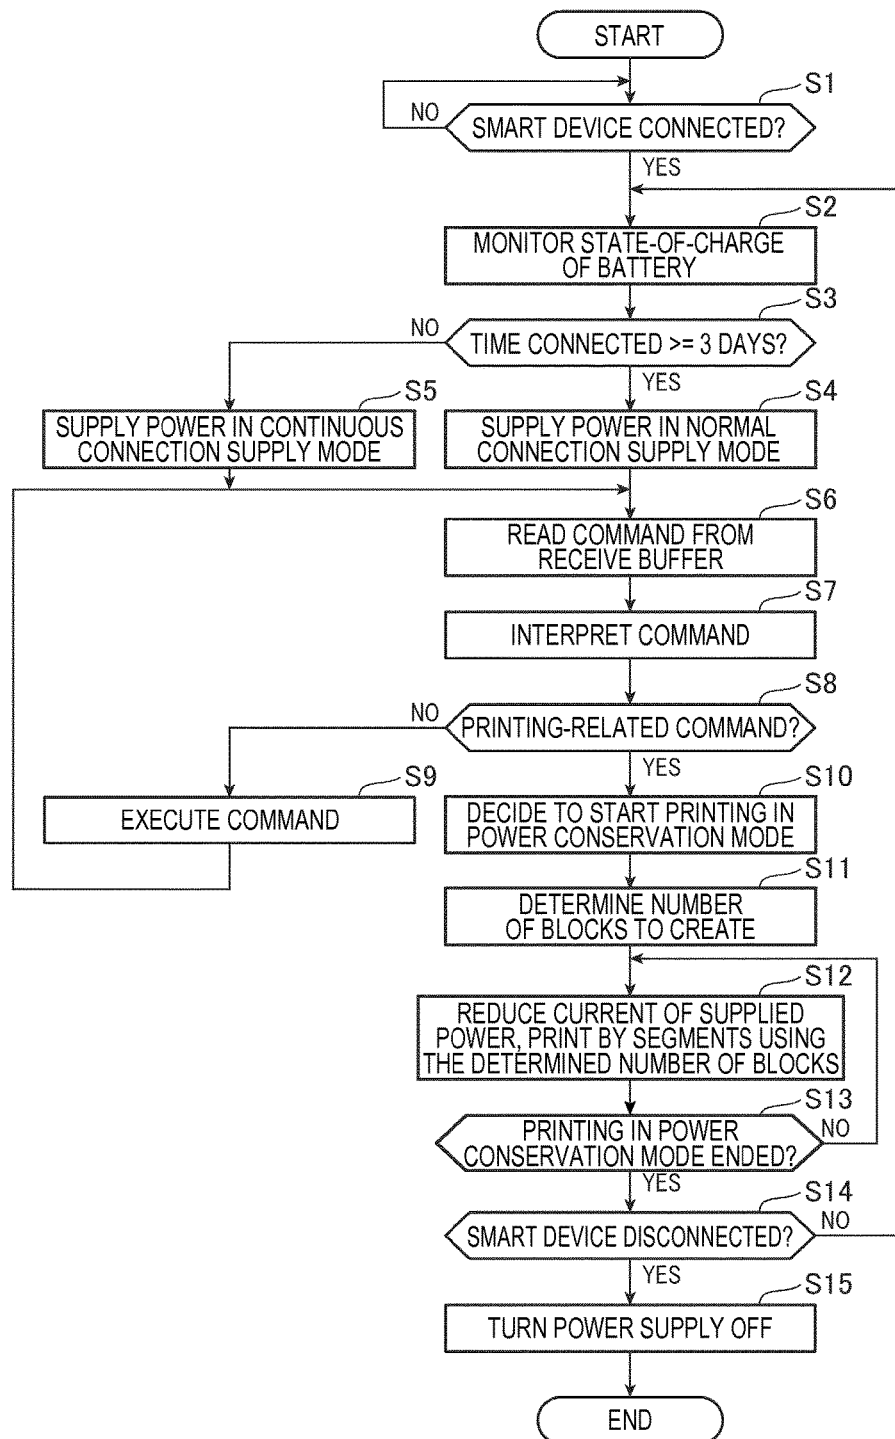 START
S1
NO
SMART DEVICE CONNECTED?
YES
S2
MONITOR STATE-OF-CHARGE
OF BATTERY
S3
NO
TIME CONNECTED >= 3 DAYS?
YES
S5
SUPPLY POWER IN CONTINUOUS
CONNECTION SUPPLY MODE
S4
SUPPLY POWER IN NORMAL
CONNECTION SUPPLY MODE
S6
READ COMMAND FROM
RECEIVE BUFFER
S7
INTERPRET COMMAND
S8
NO
PRINTING-RELATED COMMAND?
YES
S9
EXECUTE COMMAND
S10
DECIDE TO START PRINTING IN
POWER CONSERVATION MODE
S11
DETERMINE NUMBER
OF BLOCKS TO CREATE
S12
REDUCE CURRENT OF SUPPLIED
POWER, PRINT BY SEGMENTS USING
THE DETERMINED NUMBER OF BLOCKS
S13
PRINTING IN POWER
CONSERVATION MODE ENDED?
NO
YES
S14
SMART DEVICE DISCONNECTED?
NO
YES
S15
TURN POWER SUPPLY OFF
END